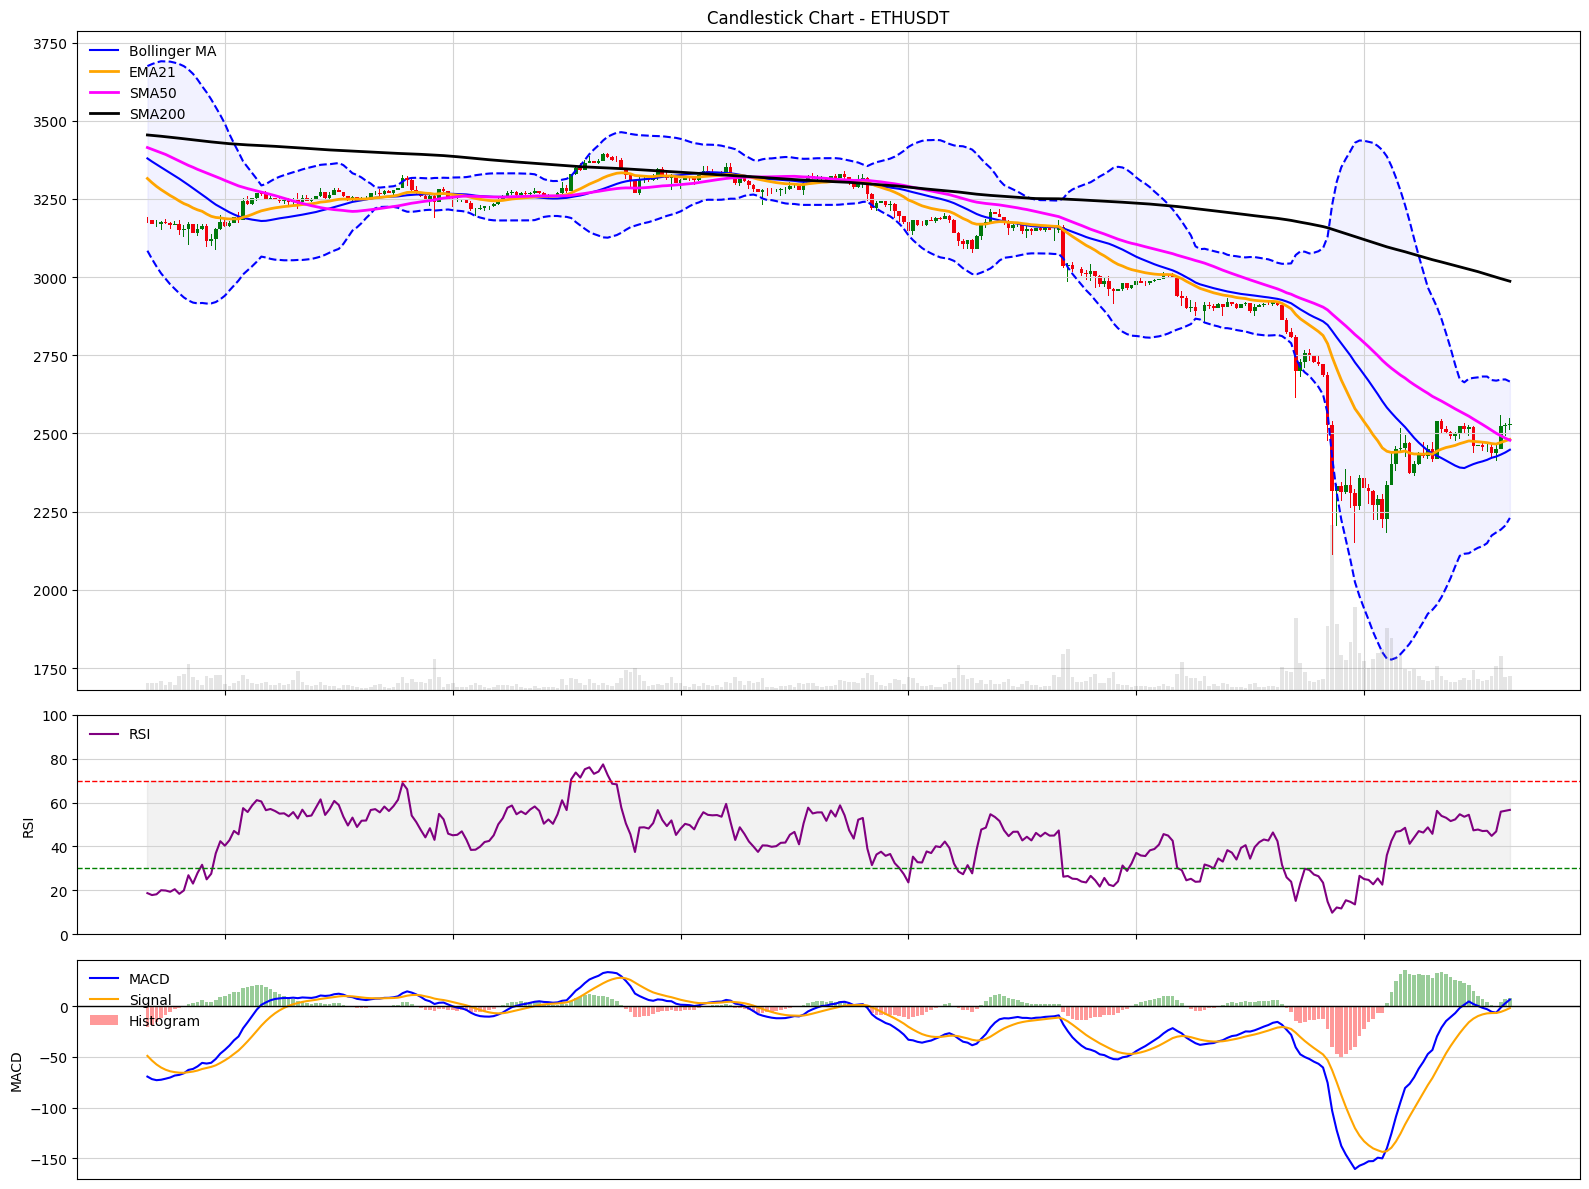 Candlestick Chart - ETHUSDT
Bollinger MA
EMA21
SMA50
SMA200
3750
3500
3250
3000
2750
2500
2250
2000
1750
RSI
RSI
100
80
60
40
20
0
MACD
Signal
Histogram
MACD
0
−50
−100
−150